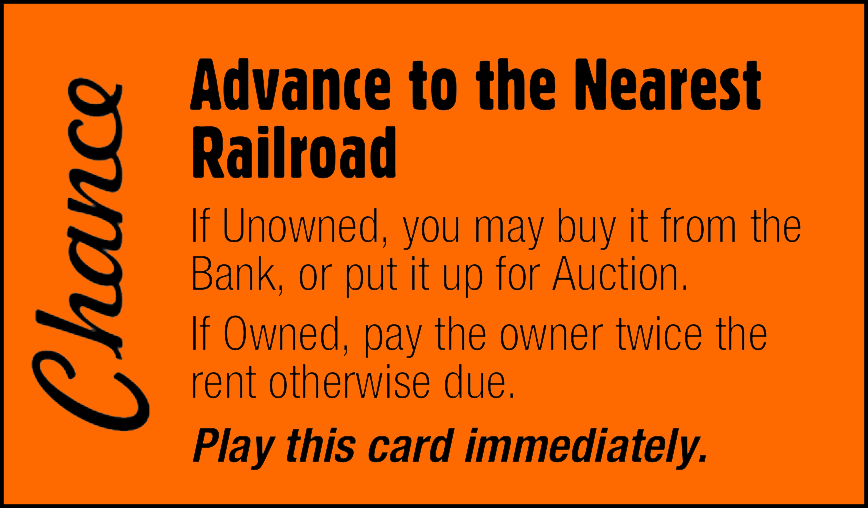 Chance
Advance to the Nearest
Railroad
If Unowned, you may buy it from the
Bank, or put it up for Auction.
If Owned, pay the owner twice the
rent otherwise due.
Play this card immediately.